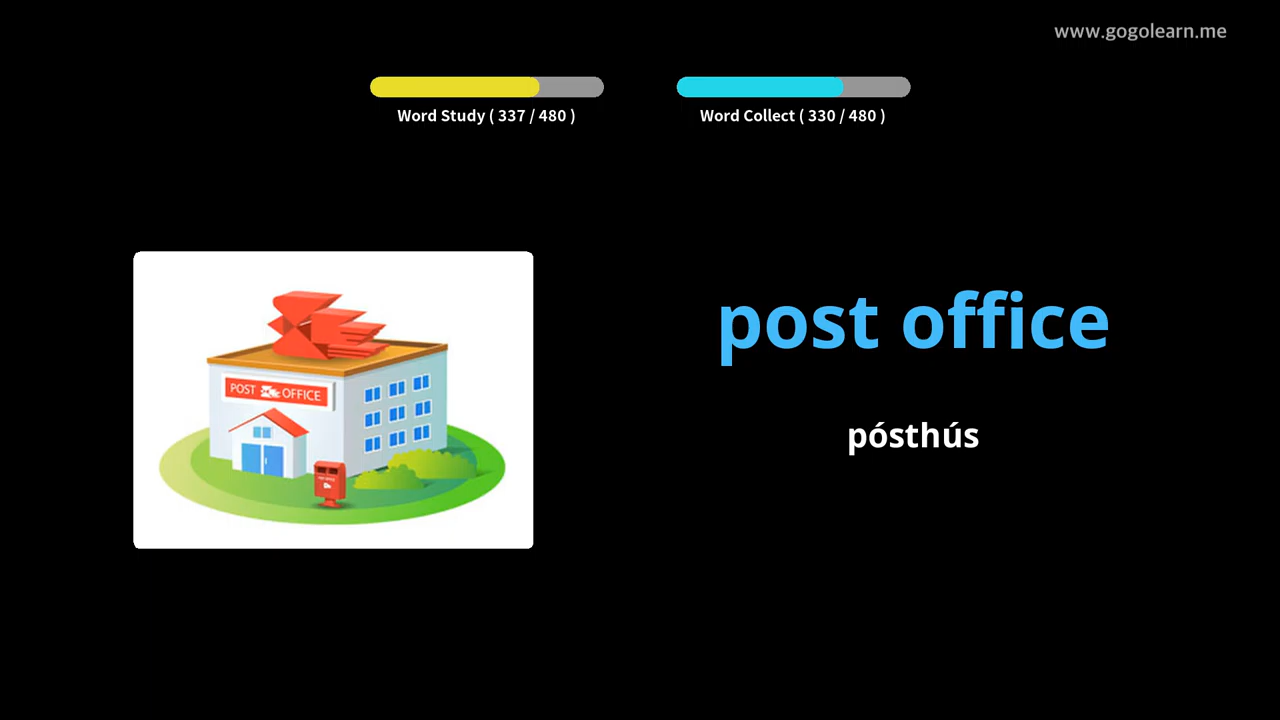 www.gogolearn.me
Word Study ( 337 / 480 )
Word Collect ( 330 / 480 )
post office
pósthús
POST OFFICE